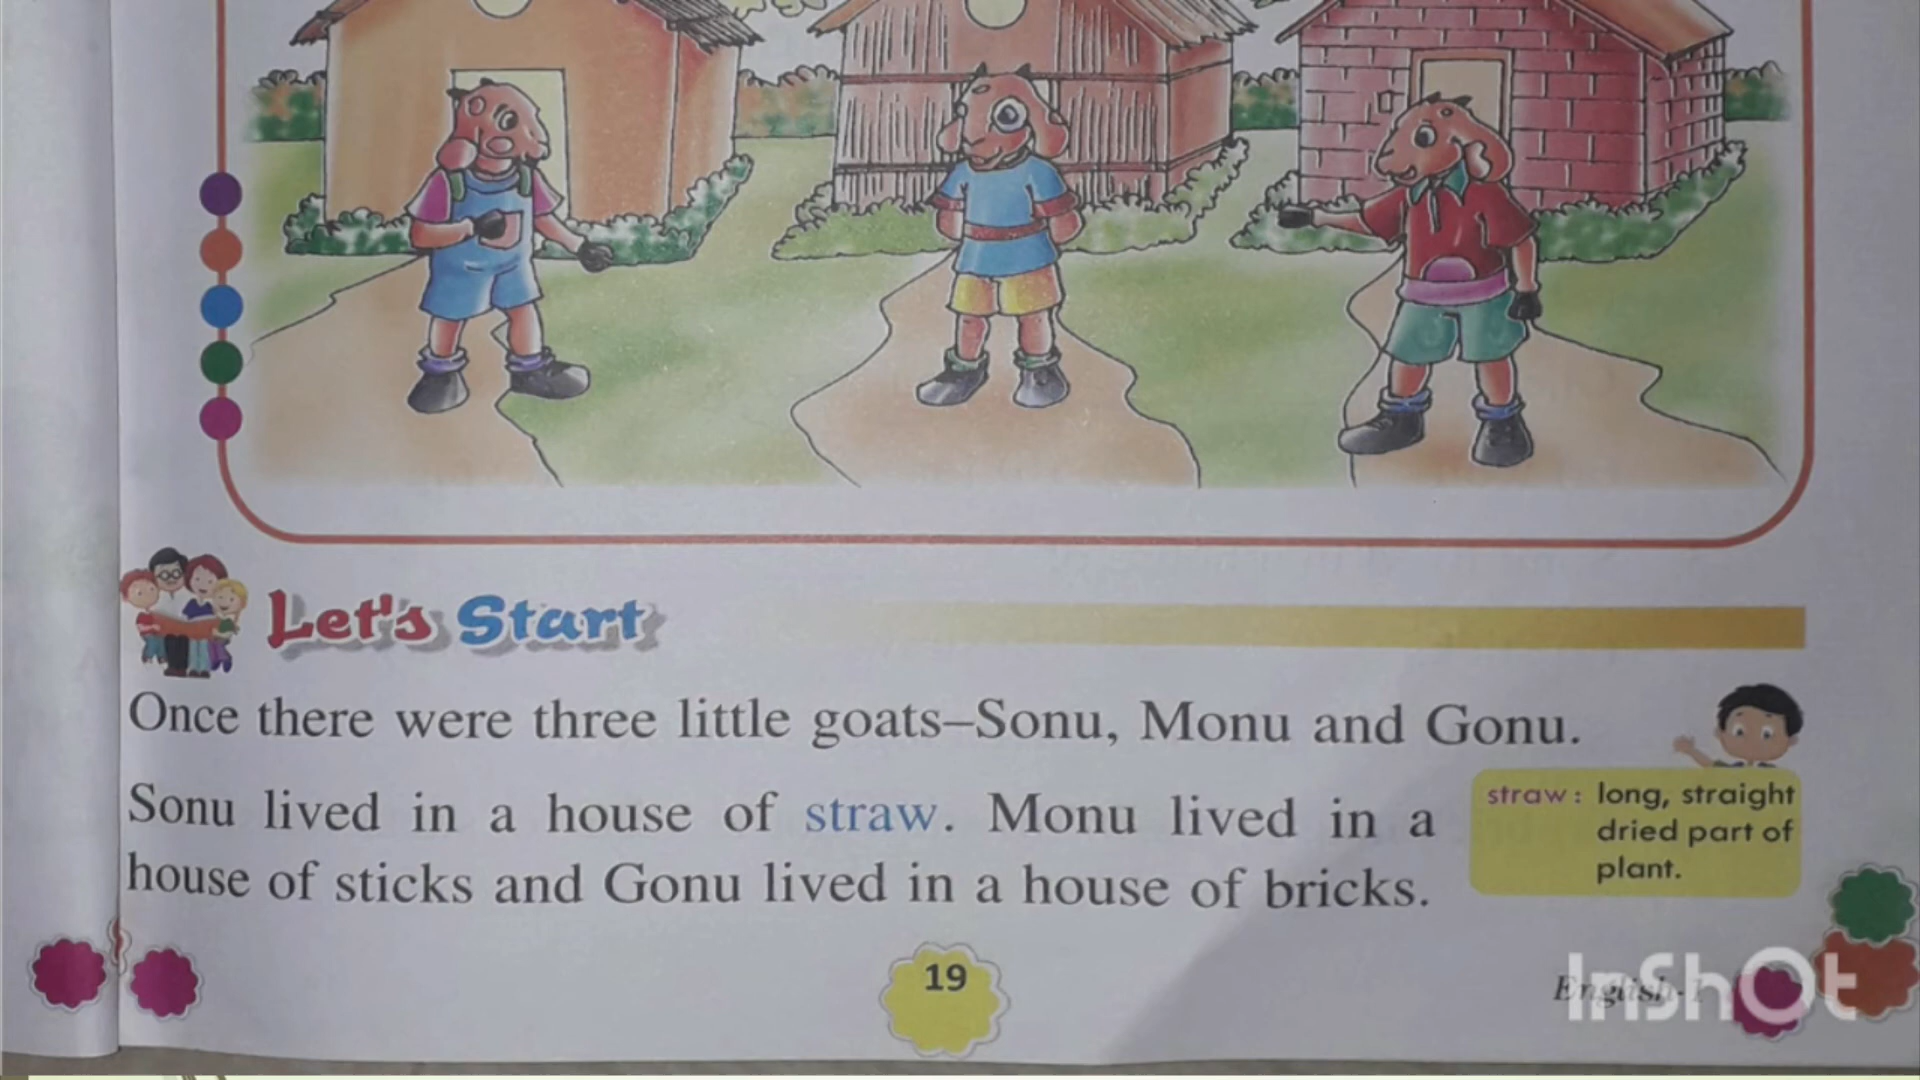 Let's Start
Once there were three little goats–Sonu, Monu and Gonu.
Sonu lived in a house of straw. Monu lived in a
house of sticks and Gonu lived in a house of bricks.
straw : long, straight
dried part of
plant.
19
English-1
InShOt